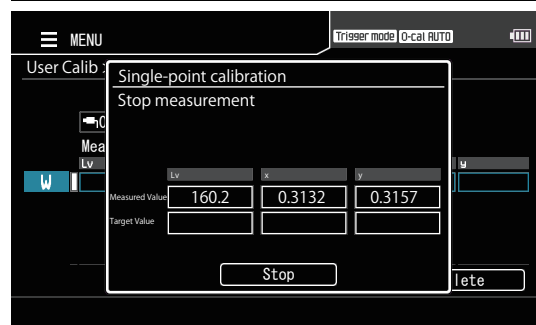 MENU
Trigger mode 0-cal AUTO
User Calib >
Single-point calibration
Stop measurement
0
Mea
Lv
y
W
Lv x y
Measured Value 160.2 0.3132 0.3157
Target Value
Stop
lete